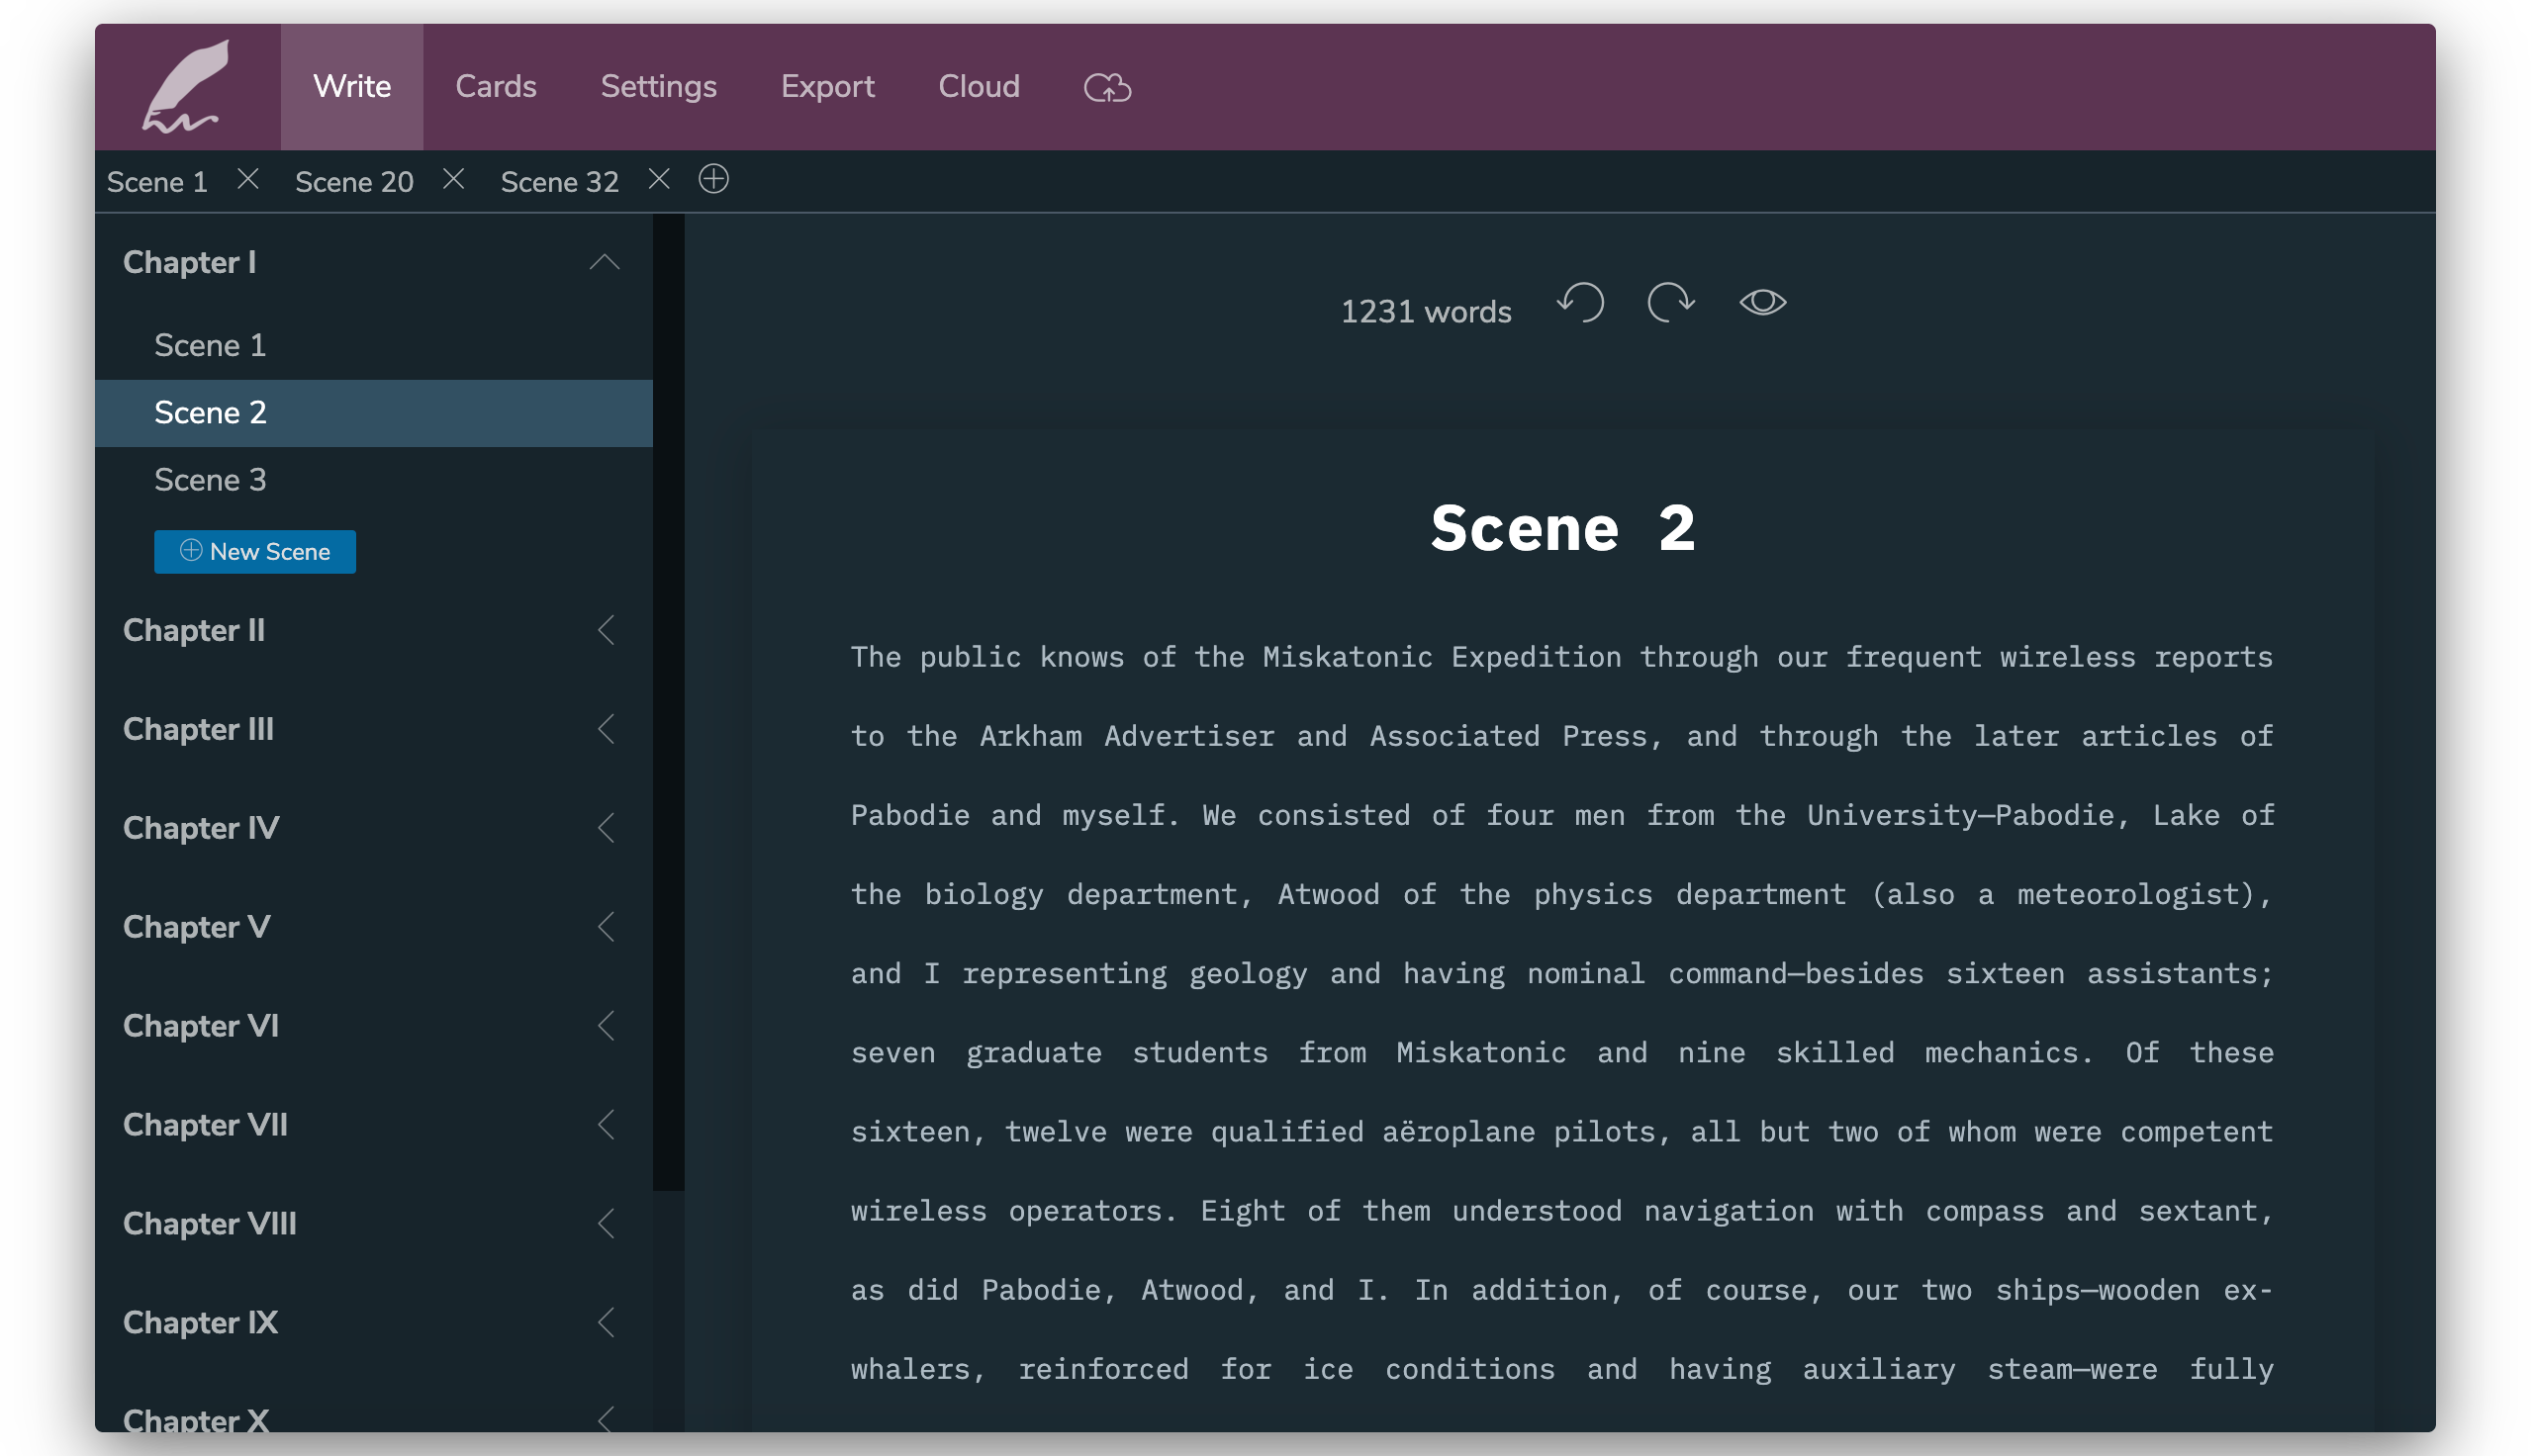 Write Cards Settings Export Cloud
Scene 1 Scene 20 Scene 32
Chapter I
Scene 1
Scene 2
Scene 3
New Scene
Chapter II
Chapter III
Chapter IV
Chapter V
Chapter VI
Chapter VII
Chapter VIII
Chapter IX
Chapter X
1231 words
Scene 2
The public knows of the Miskatonic Expedition through our frequent wireless reports
to the Arkham Advertiser and Associated Press, and through the later articles of
Pabodie and myself. We consisted of four men from the University—Pabodie, Lake of
the biology department, Atwood of the physics department (also a meteorologist),
and I representing geology and having nominal command—besides sixteen assistants;
seven graduate students from Miskatonic and nine skilled mechanics. Of these
sixteen, twelve were qualified aëroplane pilots, all but two of whom were competent
wireless operators. Eight of them understood navigation with compass and sextant,
as did Pabodie, Atwood, and I. In addition, of course, our two ships—wooden ex-
whalers, reinforced for ice conditions and having auxiliary steam—were fully